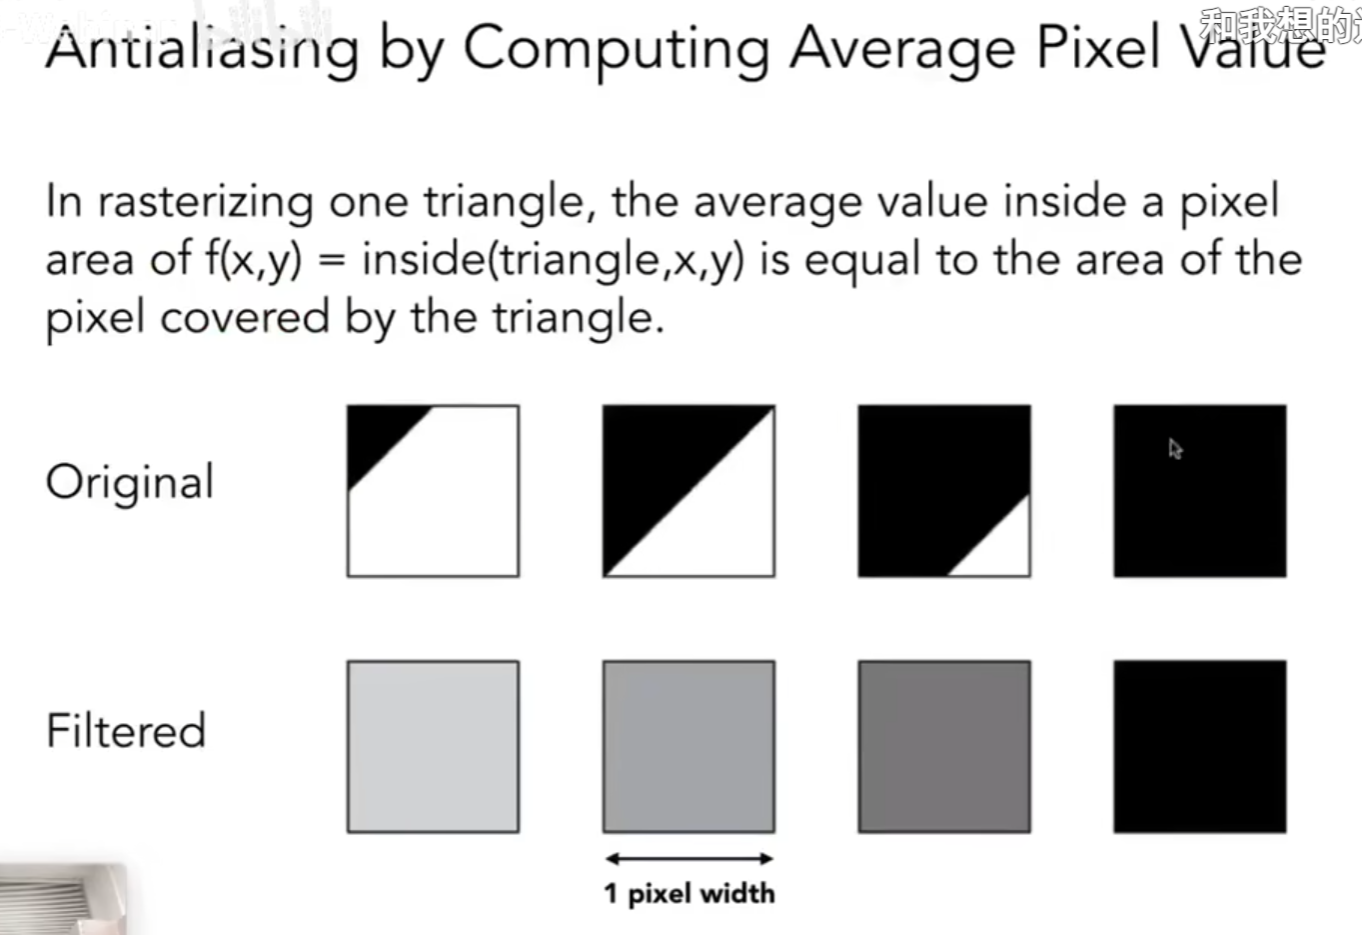 Antialiasing by Computing Average Pixel Value
和我想的
In rasterizing one triangle, the average value inside a pixel
area of f(x,y) = inside(triangle,x,y) is equal to the area of the
pixel covered by the triangle.
Original
Filtered
1 pixel width